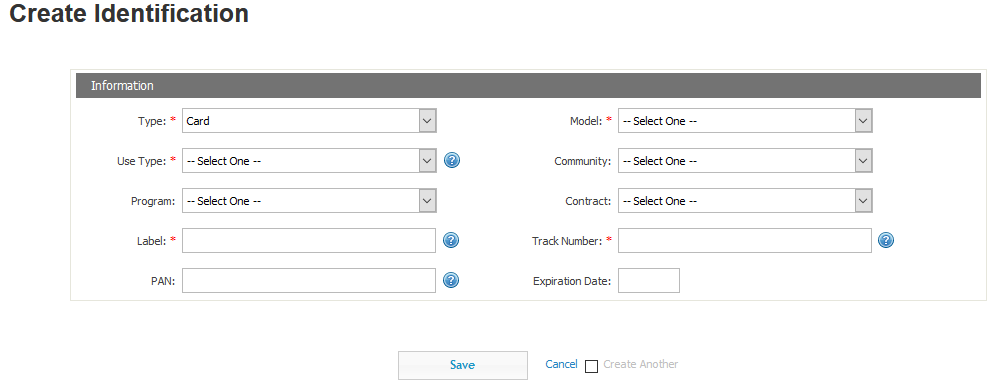 Create Identification
Information
Type: * Card
Model: * -- Select One --
Use Type: * -- Select One -- ?
Community: -- Select One --
Program: -- Select One --
Contract: -- Select One --
Label: * ?
Track Number: * ?
PAN: ?
Expiration Date:
Save Cancel Create Another